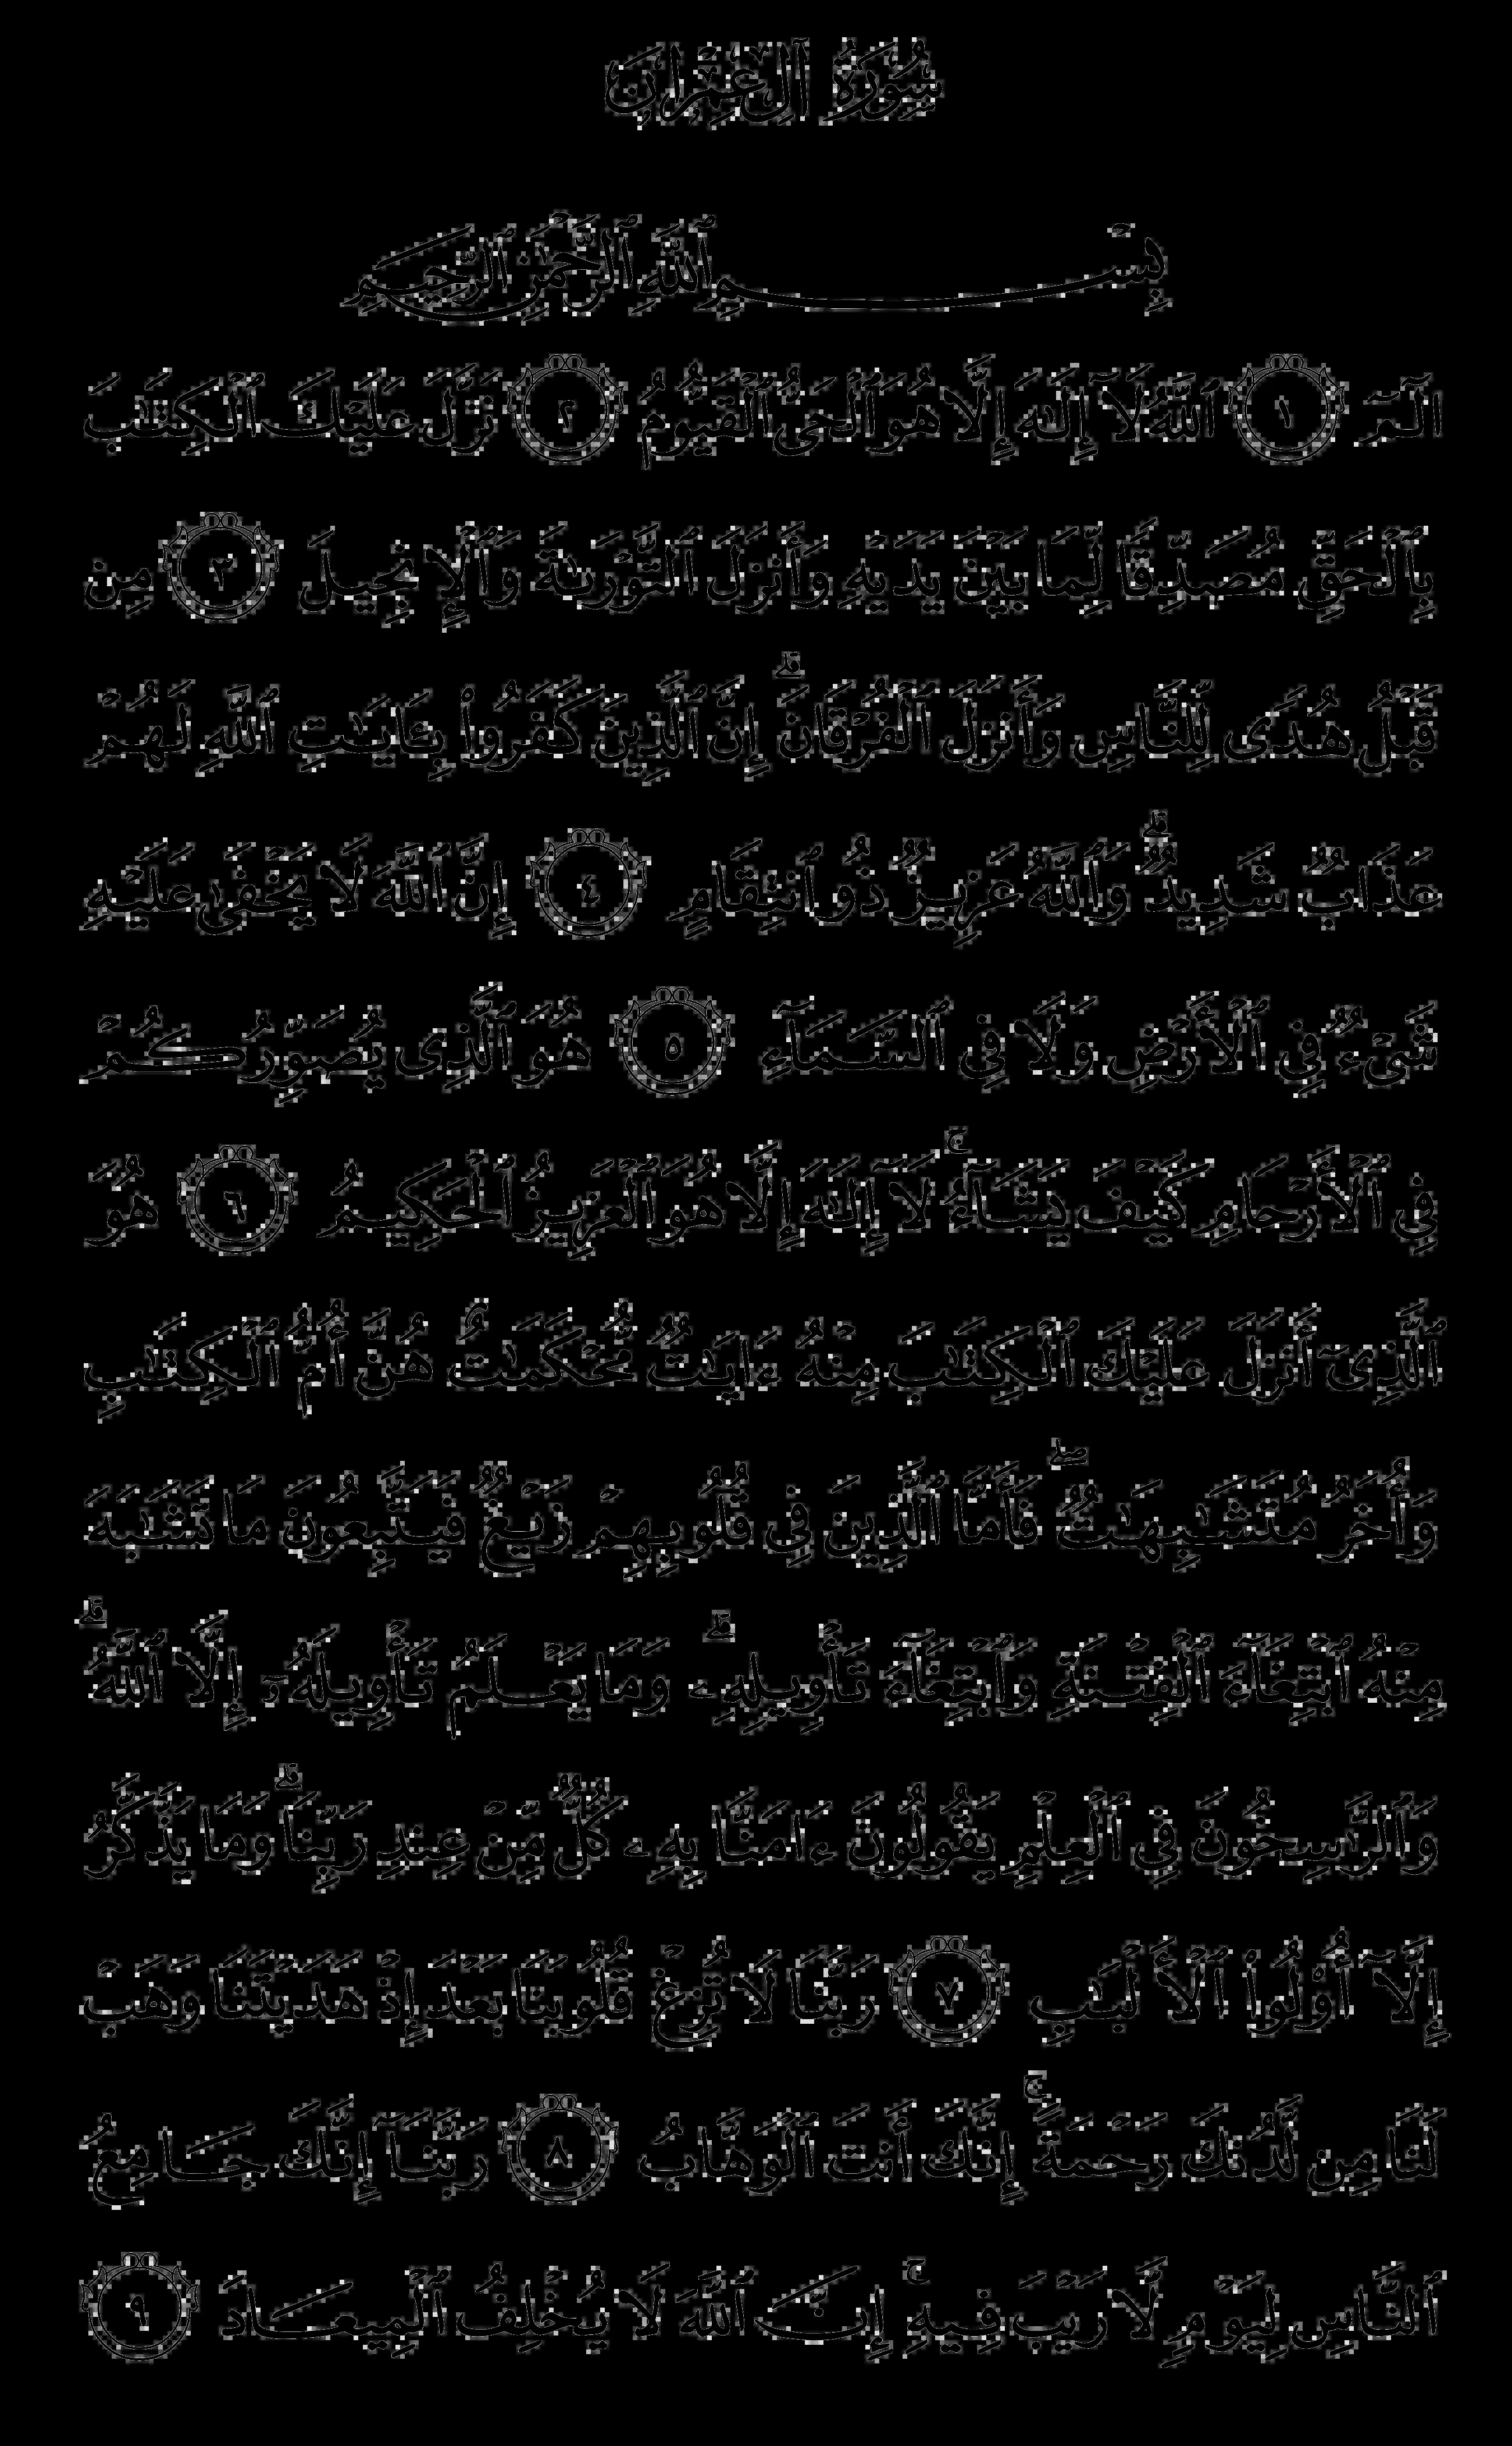 سُورَةُ آلِ عِمۡرَانَ
بِسۡمِ ٱللَّهِ ٱلرَّحۡمَٰنِ ٱلرَّحِيمِ
الٓمٓ ١ ٱللَّهُ لَآ إِلَٰهَ إِلَّا هُوَ ٱلۡحَيُّ ٱلۡقَيُّومُ ٢ نَزَّلَ عَلَيۡكَ ٱلۡكِتَٰبَ
بِٱلۡحَقِّ مُصَدِّقٗا لِّمَا بَيۡنَ يَدَيۡهِ وَأَنزَلَ ٱلتَّوۡرَىٰةَ وَٱلۡإِنجِيلَ ٣ مِن
قَبۡلُ هُدٗى لِّلنَّاسِ وَأَنزَلَ ٱلۡفُرۡقَانَۗ إِنَّ ٱلَّذِينَ كَفَرُواْ بِـَٔايَٰتِ ٱللَّهِ لَهُمۡ
عَذَابٞ شَدِيدٞۗ وَٱللَّهُ عَزِيزٞ ذُو ٱنتِقَامٍ ٤ إِنَّ ٱللَّهَ لَا يَخۡفَىٰ عَلَيۡهِ
شَيۡءٞ فِي ٱلۡأَرۡضِ وَلَا فِي ٱلسَّمَآءِ ٥ هُوَ ٱلَّذِي يُصَوِّرُكُمۡ
فِي ٱلۡأَرۡحَامِ كَيۡفَ يَشَآءُۚ لَآ إِلَٰهَ إِلَّا هُوَ ٱلۡعَزِيزُ ٱلۡحَكِيمُ ٦ هُوَ
ٱلَّذِيٓ أَنزَلَ عَلَيۡكَ ٱلۡكِتَٰبَ مِنۡهُ ءَايَٰتٞ مُّحۡكَمَٰتٌ هُنَّ أُمُّ ٱلۡكِتَٰبِ
وَأُخَرُ مُتَشَٰبِهَٰتٞۖ فَأَمَّا ٱلَّذِينَ فِي قُلُوبِهِمۡ زَيۡغٞ فَيَتَّبِعُونَ مَا تَشَٰبَهَ
مِنۡهُ ٱبۡتِغَآءَ ٱلۡفِتۡنَةِ وَٱبۡتِغَآءَ تَأۡوِيلِهِۦۗ وَمَا يَعۡلَمُ تَأۡوِيلَهُۥٓ إِلَّا ٱللَّهُۗ
وَٱلرَّٰسِخُونَ فِي ٱلۡعِلۡمِ يَقُولُونَ ءَامَنَّا بِهِۦ كُلّٞ مِّنۡ عِندِ رَبِّنَاۗ وَمَا يَذَّكَّرُ
إِلَّآ أُوْلُواْ ٱلۡأَلۡبَٰبِ ٧ رَبَّنَا لَا تُزِغۡ قُلُوبَنَا بَعۡدَ إِذۡ هَدَيۡتَنَا وَهَبۡ
لَنَا مِن لَّدُنكَ رَحۡمَةًۚ إِنَّكَ أَنتَ ٱلۡوَهَّابُ ٨ رَبَّنَآ إِنَّكَ جَامِعُ
ٱلنَّاسِ لِيَوۡمٖ لَّا رَيۡبَ فِيهِۚ إِنَّ ٱللَّهَ لَا يُخۡلِفُ ٱلۡمِيعَادَ ٩